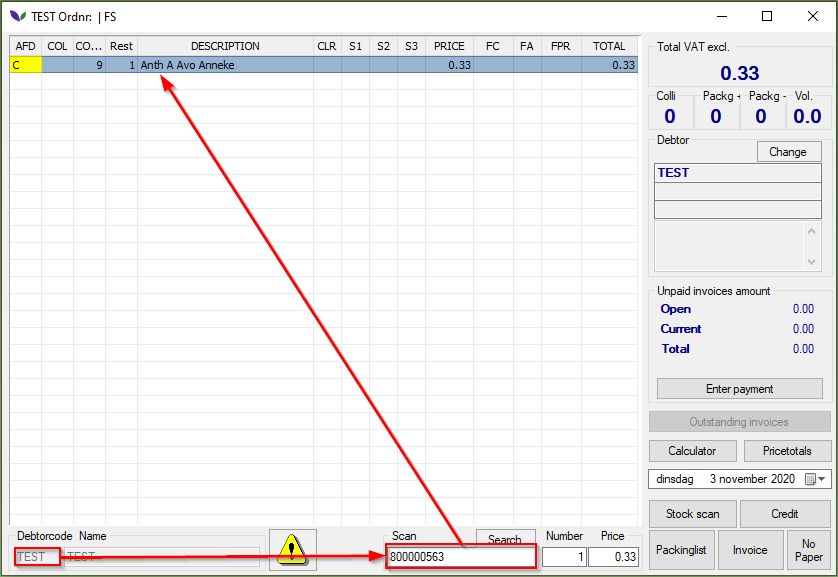 TEST Ordnr: | FS
AFD COL CO... Rest DESCRIPTION CLR S1 S2 S3 PRICE FC FA FPR TOTAL
C 9 1 Anth A Avo Anneke 0.33 0.33
Total VAT excl.
0.33
Colli Packg + Packg - Vol.
0 0 0 0.0
Debtor
Change
TEST
Unpaid invoices amount
Open 0.00
Current 0.00
Total 0.00
Enter payment
Outstanding invoices
Calculator Pricetotals
dinsdag 3 november 2020
Stock scan Credit
Packinglist Invoice No Paper
Debtorcode Name Scan Search Number Price
TEST TEST 800000563 1 0.33